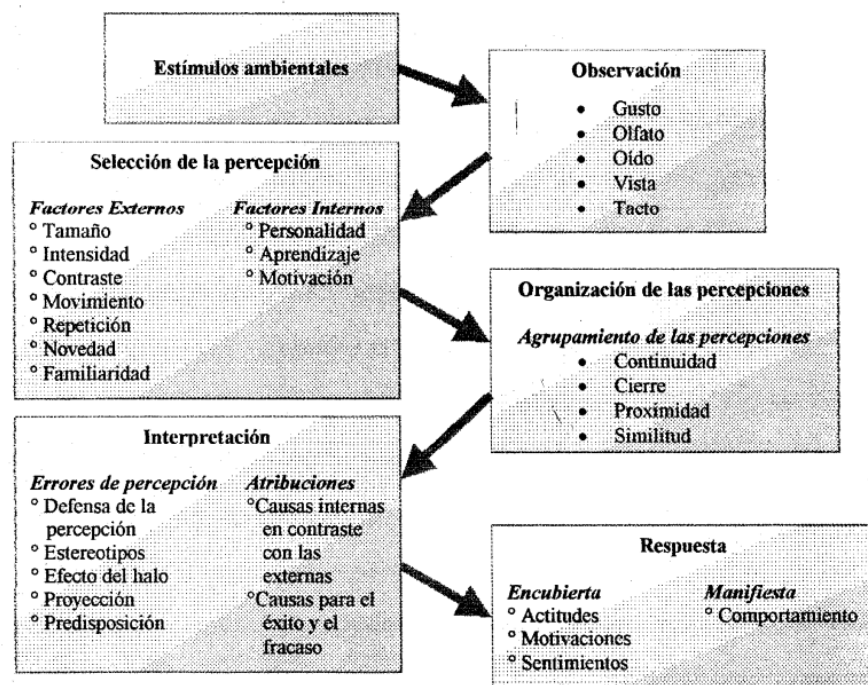 Estímulos ambientales
Observación
• Gusto
• Olfato
• Oído
• Vista
• Tacto
Selección de la percepción
Factores Externos
° Tamaño
° Intensidad
° Contraste
° Movimiento
° Repetición
° Novedad
° Familiaridad
Factores Internos
° Personalidad
° Aprendizaje
° Motivación
Organización de las percepciones
Agrupamiento de las percepciones
• Continuidad
• Cierre
• Proximidad
• Similitud
Interpretación
Errores de percepción
° Defensa de la
percepción
° Estereotipos
° Efecto del halo
° Proyección
° Predisposición
Atribuciones
°Causas internas
en contraste
con las
externas
°Causas para el
éxito y el
fracaso
Respuesta
Encubierta
° Actitudes
° Motivaciones
° Sentimientos
Manifiesta
° Comportamiento